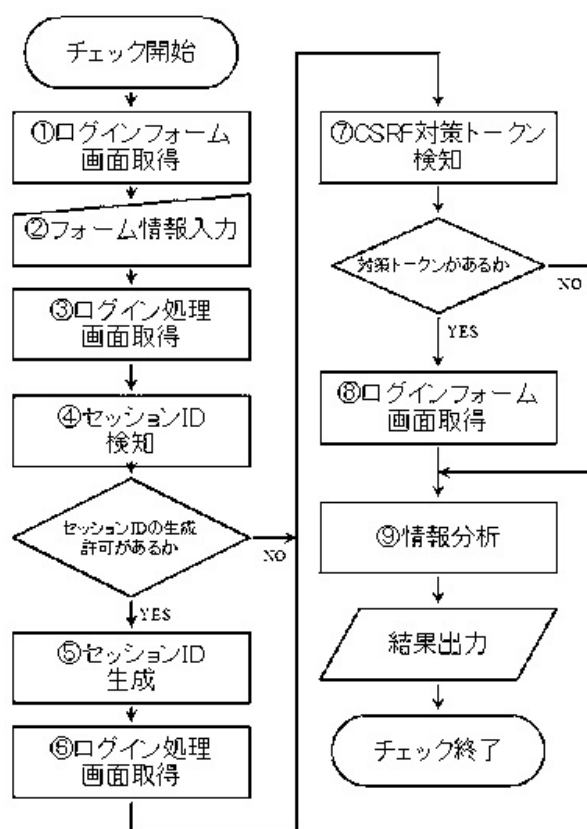 チェック開始
①ログインフォーム
画面取得
②フォーム情報入力
③ログイン処理
画面取得
④セッションID
検知
セッションIDの生成
許可があるか
NO
YES
⑤セッションID
生成
⑥ログイン処理
画面取得
⑦CSRF対策トークン
検知
対策トークンがあるか
NO
YES
⑧ログインフォーム
画面取得
⑨情報分析
結果出力
チェック終了